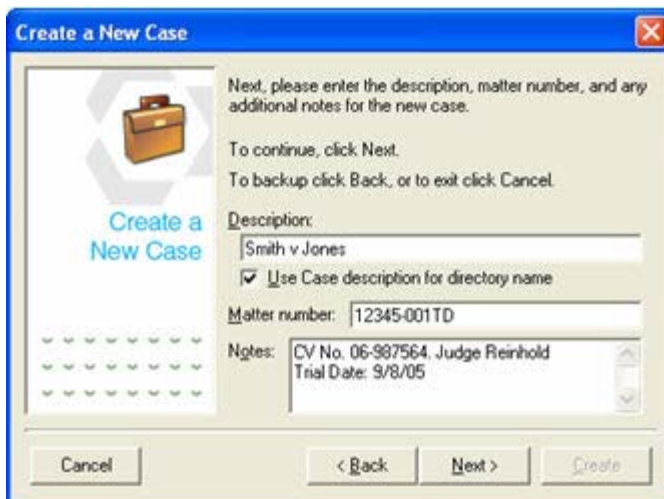 Create a New Case
Next, please enter the description, matter number, and any
additional notes for the new case.
To continue, click Next.
To backup click Back, or to exit click Cancel.
Create a
New Case
Description:
Smith v Jones
Use Case description for directory name
Matter number: 12345-001TD
Notes: CV No. 06-987564. Judge Reinhold
Trial Date: 9/8/05
Cancel
< Back
Next >
Create